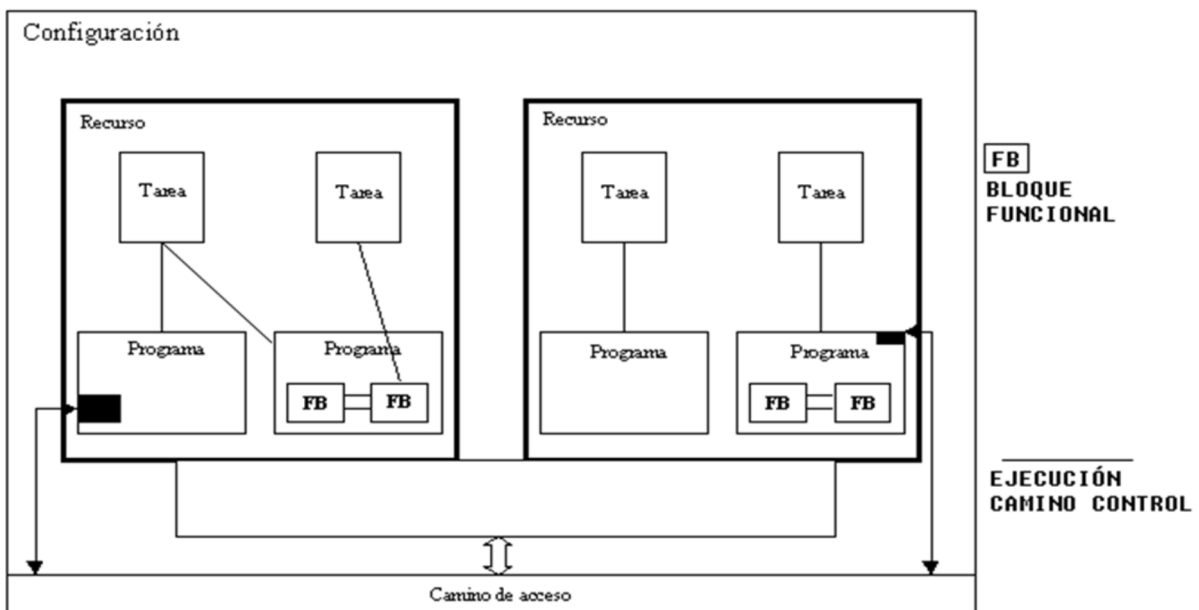 Configuración
Recurso
Recurso
Tarea
Tarea
Tarea
Tarea
FB
BLOQUE
FUNCIONAL
Programa
Programa
Programa
Programa
FB
FB
FB
FB
EJECUCIÓN
CAMINO CONTROL
Camino de acceso